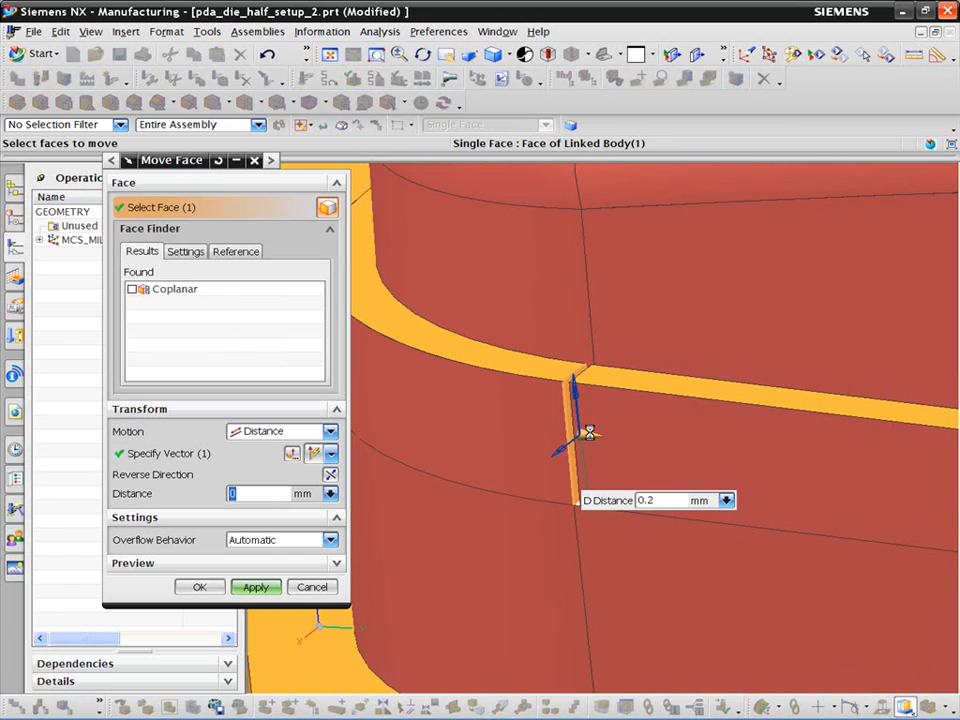 Siemens NX - Manufacturing - [pda_die_half_setup_2.prt (Modified) ]
SIEMENS
File Edit View Insert Format Tools Assemblies Information Analysis Preferences Window Help
Start
No Selection Filter Entire Assembly Single Face
Select faces to move Single Face : Face of Linked Body(1)
Operatio
Name
GEOMETRY
Unused
MCS_MIL
Dependencies
Details
Move Face
Face
Select Face (1)
Face Finder
Results Settings Reference
Found
Coplanar
Transform
Motion Distance
Specify Vector (1)
Reverse Direction
Distance 0 mm
Settings
Overflow Behavior Automatic
Preview
OK Apply Cancel
D Distance 0.2 mm
X